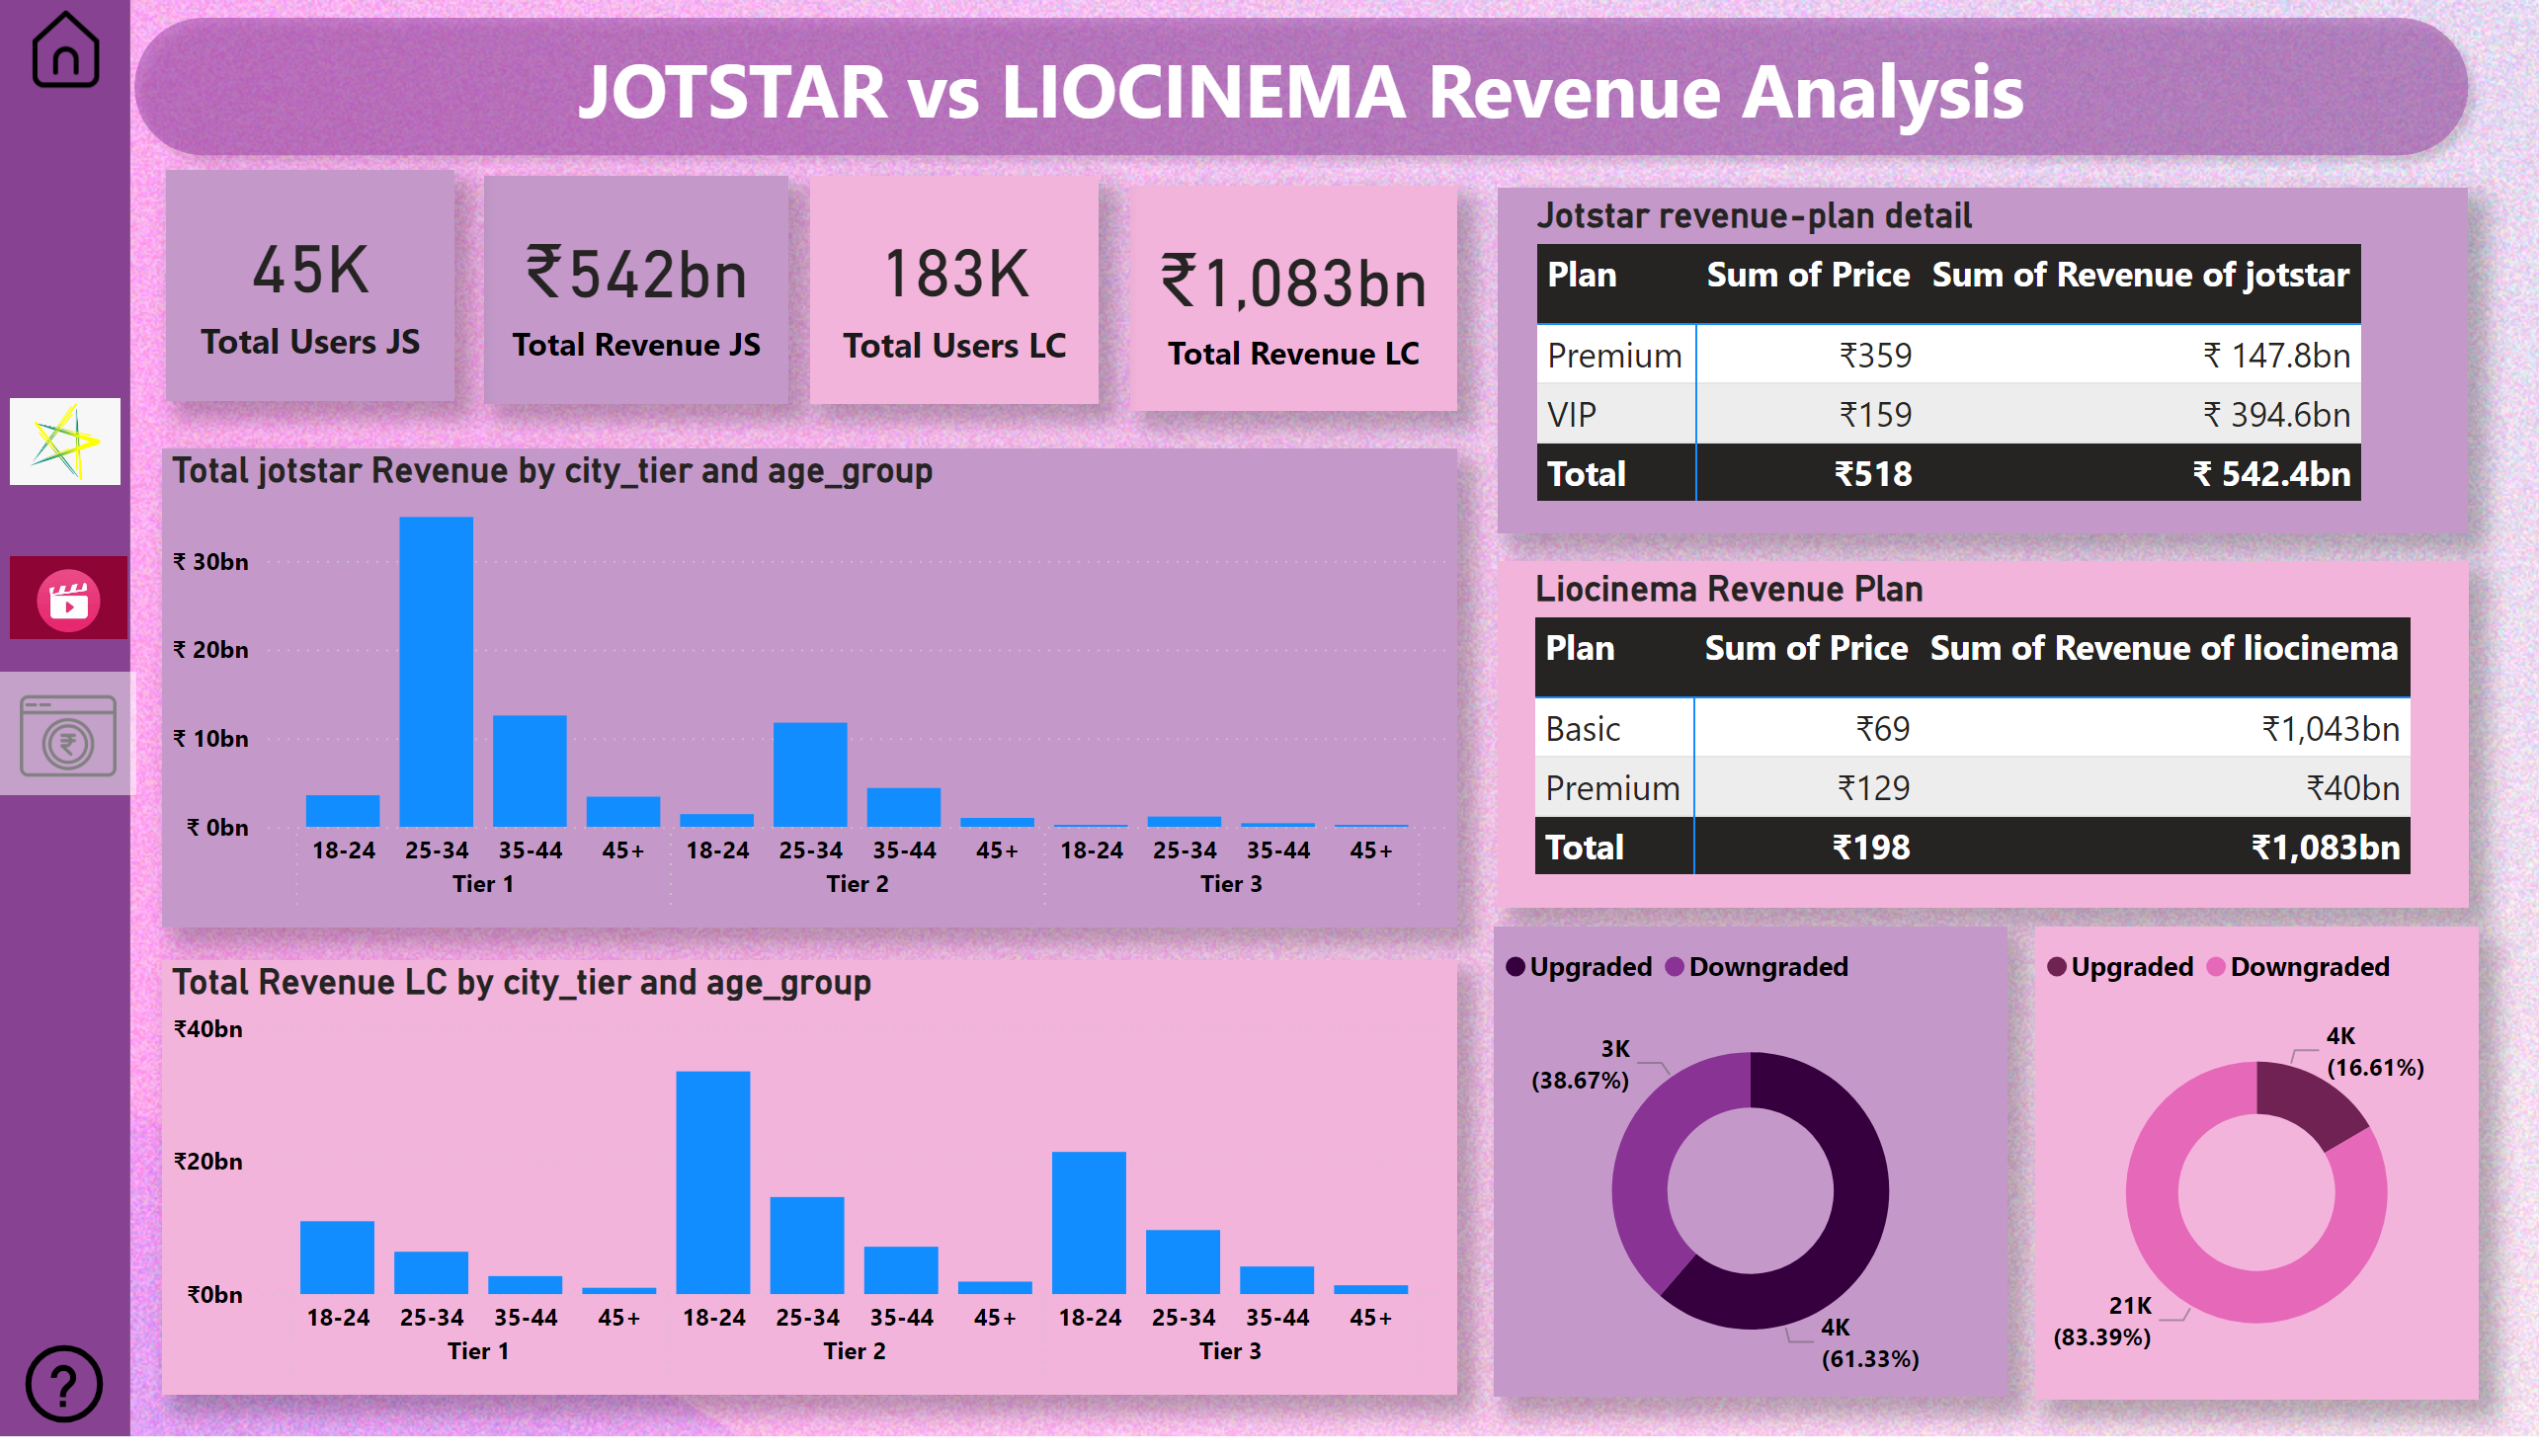 JOTSTAR vs LIOCINEMA Revenue Analysis
45K
Total Users JS
₹542bn
Total Revenue JS
183K
Total Users LC
₹1,083bn
Total Revenue LC
Jotstar revenue-plan detail
Plan Sum of Price Sum of Revenue of jotstar
Premium ₹359 ₹ 147.8bn
VIP ₹159 ₹ 394.6bn
Total ₹518 ₹ 542.4bn
Total jotstar Revenue by city_tier and age_group
₹ 30bn
₹ 20bn
₹ 10bn
₹ 0bn
18-24 25-34 35-44 45+ 18-24 25-34 35-44 45+ 18-24 25-34 35-44 45+
Tier 1 Tier 2 Tier 3
Liocinema Revenue Plan
Plan Sum of Price Sum of Revenue of liocinema
Basic ₹69 ₹1,043bn
Premium ₹129 ₹40bn
Total ₹198 ₹1,083bn
Total Revenue LC by city_tier and age_group
₹40bn
₹20bn
₹0bn
18-24 25-34 35-44 45+ 18-24 25-34 35-44 45+ 18-24 25-34 35-44 45+
Tier 1 Tier 2 Tier 3
Upgraded Downgraded
3K
(38.67%)
4K
(61.33%)
Upgraded Downgraded
4K
(16.61%)
21K
(83.39%)
₹
?